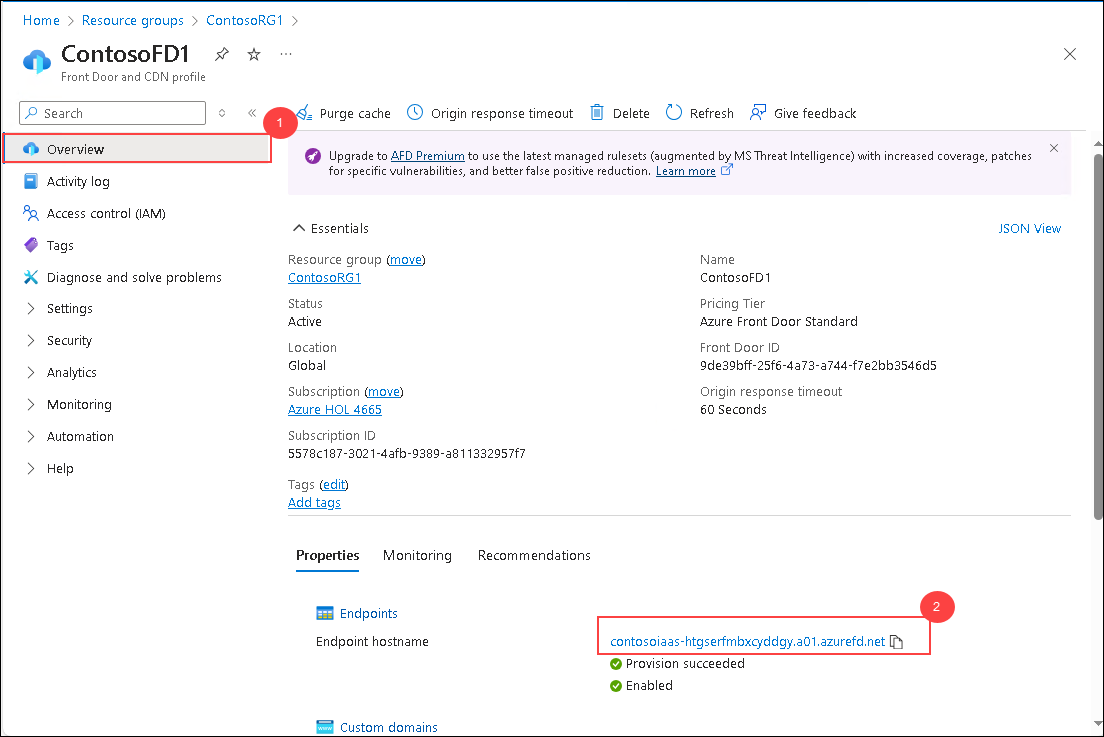 Home > Resource groups > ContosoRG1 >
ContosoFD1
Front Door and CDN profile
Search
Purge cache Origin response timeout Delete Refresh Give feedback
1
Overview
Activity log
Access control (IAM)
Tags
Diagnose and solve problems
Settings
Security
Analytics
Monitoring
Automation
Help
Upgrade to AFD Premium to use the latest managed rulesets (augmented by MS Threat Intelligence) with increased coverage, patches
for specific vulnerabilities, and better false positive reduction. Learn more
Essentials
JSON View
Resource group (move)
ContosoRG1
Status
Active
Location
Global
Subscription (move)
Azure HOL 4665
Subscription ID
5578c187-3021-4afb-9389-a811332957f7
Tags (edit)
Add tags
Name
ContosoFD1
Pricing Tier
Azure Front Door Standard
Front Door ID
9de39bff-25f6-4a73-a744-f7e2bb3546d5
Origin response timeout
60 Seconds
Properties Monitoring Recommendations
Endpoints
2
Endpoint hostname contosoiaas-htgserfmbxcyddgy.a01.azurefd.net
Provision succeeded
Enabled
Custom domains